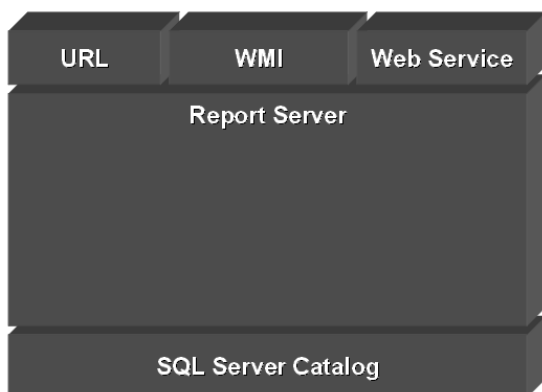 URL
WMI
Web Service
Report Server
SQL Server Catalog